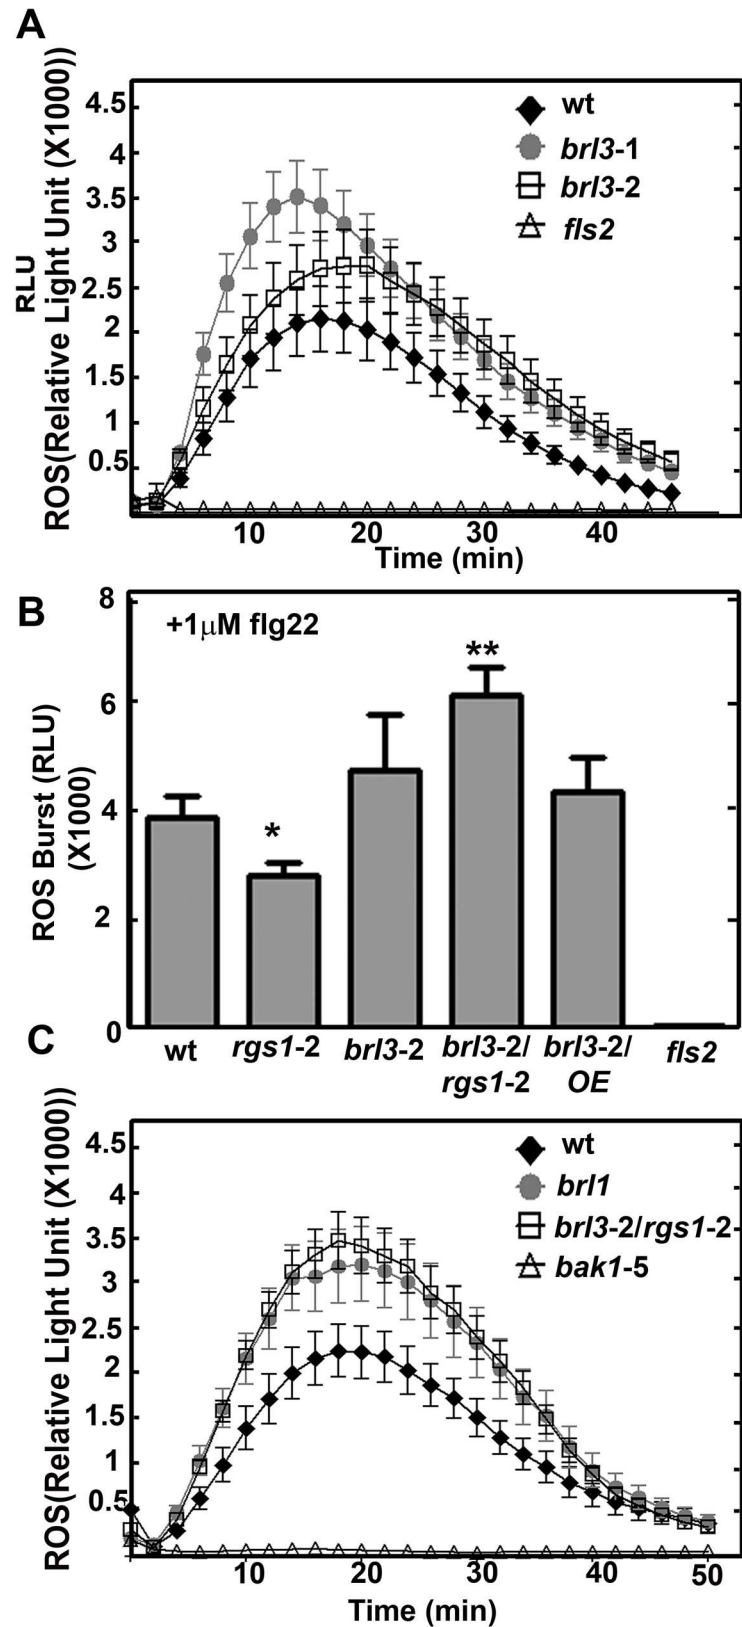 A
RLU
ROS(Relative Light Unit (X1000))
4.5
4
3.5
3
2.5
2
1.5
1
0.5
wt
brl3-1
brl3-2
fls2
10
20
30
40
Time (min)
B
ROS Burst (RLU)
(X1000)
8
6
4
2
0
+1μM flg22
*
**
wt
rgs1-2
brl3-2
brl3-2/
rgs1-2
brl3-2/
OE
fls2
C
ROS(Relative Light Unit (X1000))
4.5
4
3.5
3
2.5
2
1.5
1
0.5
wt
brl1
brl3-2/rgs1-2
bak1-5
10
20
30
40
50
Time (min)